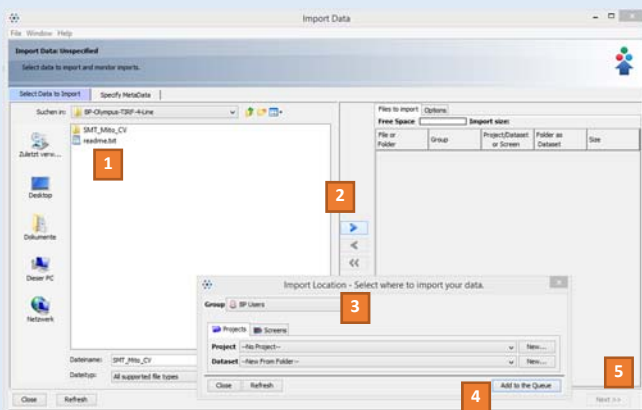 Import Data
File Window Help
Import Data: Unspecified
Select data to import and monitor imports.
Select Data to Import Specify MetaData
Suchen in: BP-Olympus-TIRF-4-Line
Files to import Options
Free Space Import size:
File or Folder Group Project/Dataset or Screen Folder as Dataset Size
SMT_Mito_CV
readme.txt
Zuletzt verw...
1
2
Desktop
Dokumente
Dieser PC
Netzwerk
Import Location - Select where to import your data.
Group BP Users
3
Projects Screens
Project --No Project-- New...
Dataset --New From Folder-- New...
Close Refresh Add to the Queue
4
5
Dateiname: SMT_Mito_CV
Dateityp: All supported file types
Close Refresh Next >>